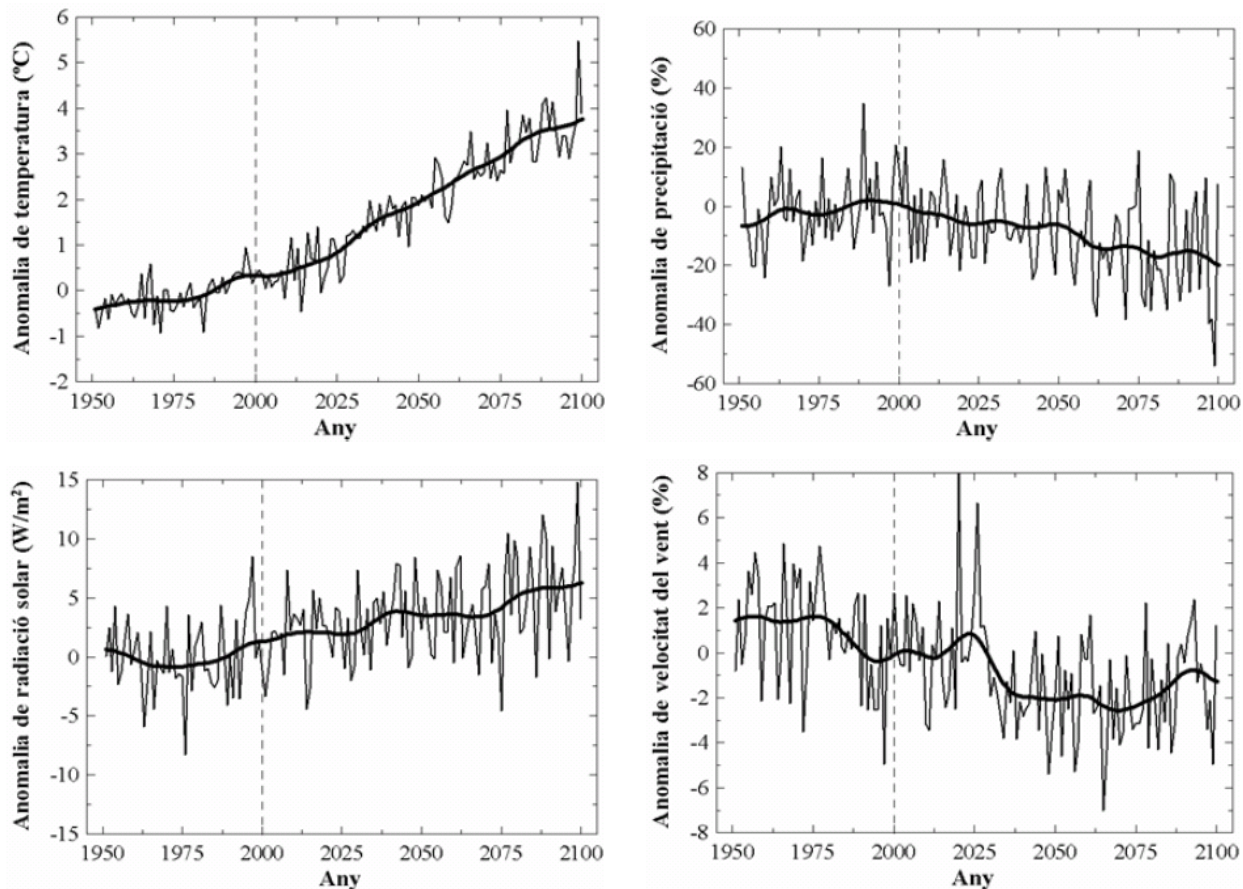 Anomalia de temperatura (ºC)
6
5
4
3
2
1
0
-1
-2
1950 1975 2000 2025 2050 2075 2100
Any
Anomalia de precipitació (%)
60
40
20
0
-20
-40
-60
1950 1975 2000 2025 2050 2075 2100
Any
Anomalia de radiació solar (W/m²)
15
10
5
0
-5
-10
-15
1950 1975 2000 2025 2050 2075 2100
Any
Anomalia de velocitat del vent (%)
8
6
4
2
0
-2
-4
-6
-8
1950 1975 2000 2025 2050 2075 2100
Any